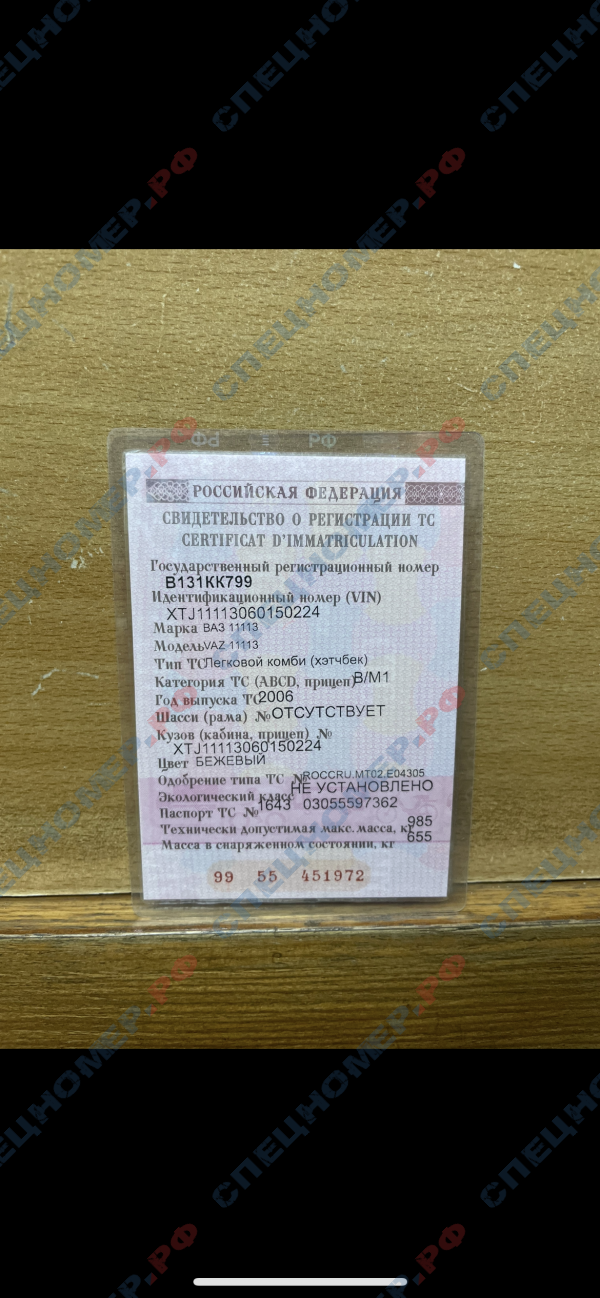 РОССИЙСКАЯ ФЕДЕРАЦИЯ
СВИДЕТЕЛЬСТВО О РЕГИСТРАЦИИ ТС
CERTIFICAT D'IMMATRICULATION
Государственный регистрационный номер
В131КК799
Идентификационный номер (VIN)
XTJ11113060150224
Марка ВАЗ 11113
Модель VAZ 11113
Тип ТС Легковой комби (хэтчбек)
Категория ТС (ABCD, прицеп) B/M1
Год выпуска ТС 2006
Шасси (рама) № ОТСУТСТВУЕТ
Кузов (кабина, прицеп) №
XTJ11113060150224
Цвет БЕЖЕВЫЙ
Одобрение типа ТС № ROCCRU.MT02.E04305
Экологический класс НЕ УСТАНОВЛЕНО
Паспорт ТС № 1643 03055597362
Технически допустимая макс. масса, кг 985
Масса в снаряженном состоянии, кг 655
99 55 451972
СПЕЦНОМЕР.РФ